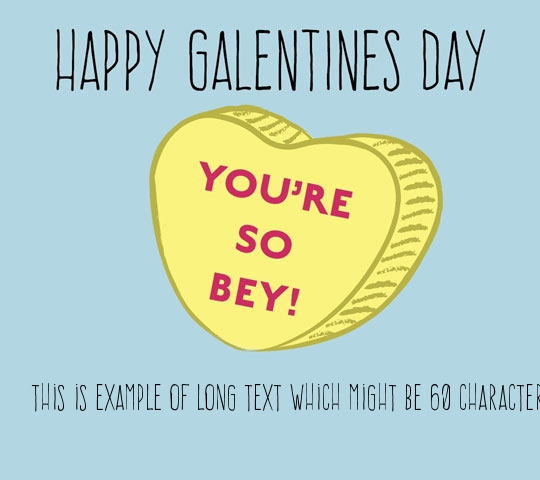 HAPPY GALENTINES DAY
YOU'RE
SO
BEY!
THIS IS EXAMPLE OF LONG TEXT WHICH MIGHT BE 60 CHARACTER